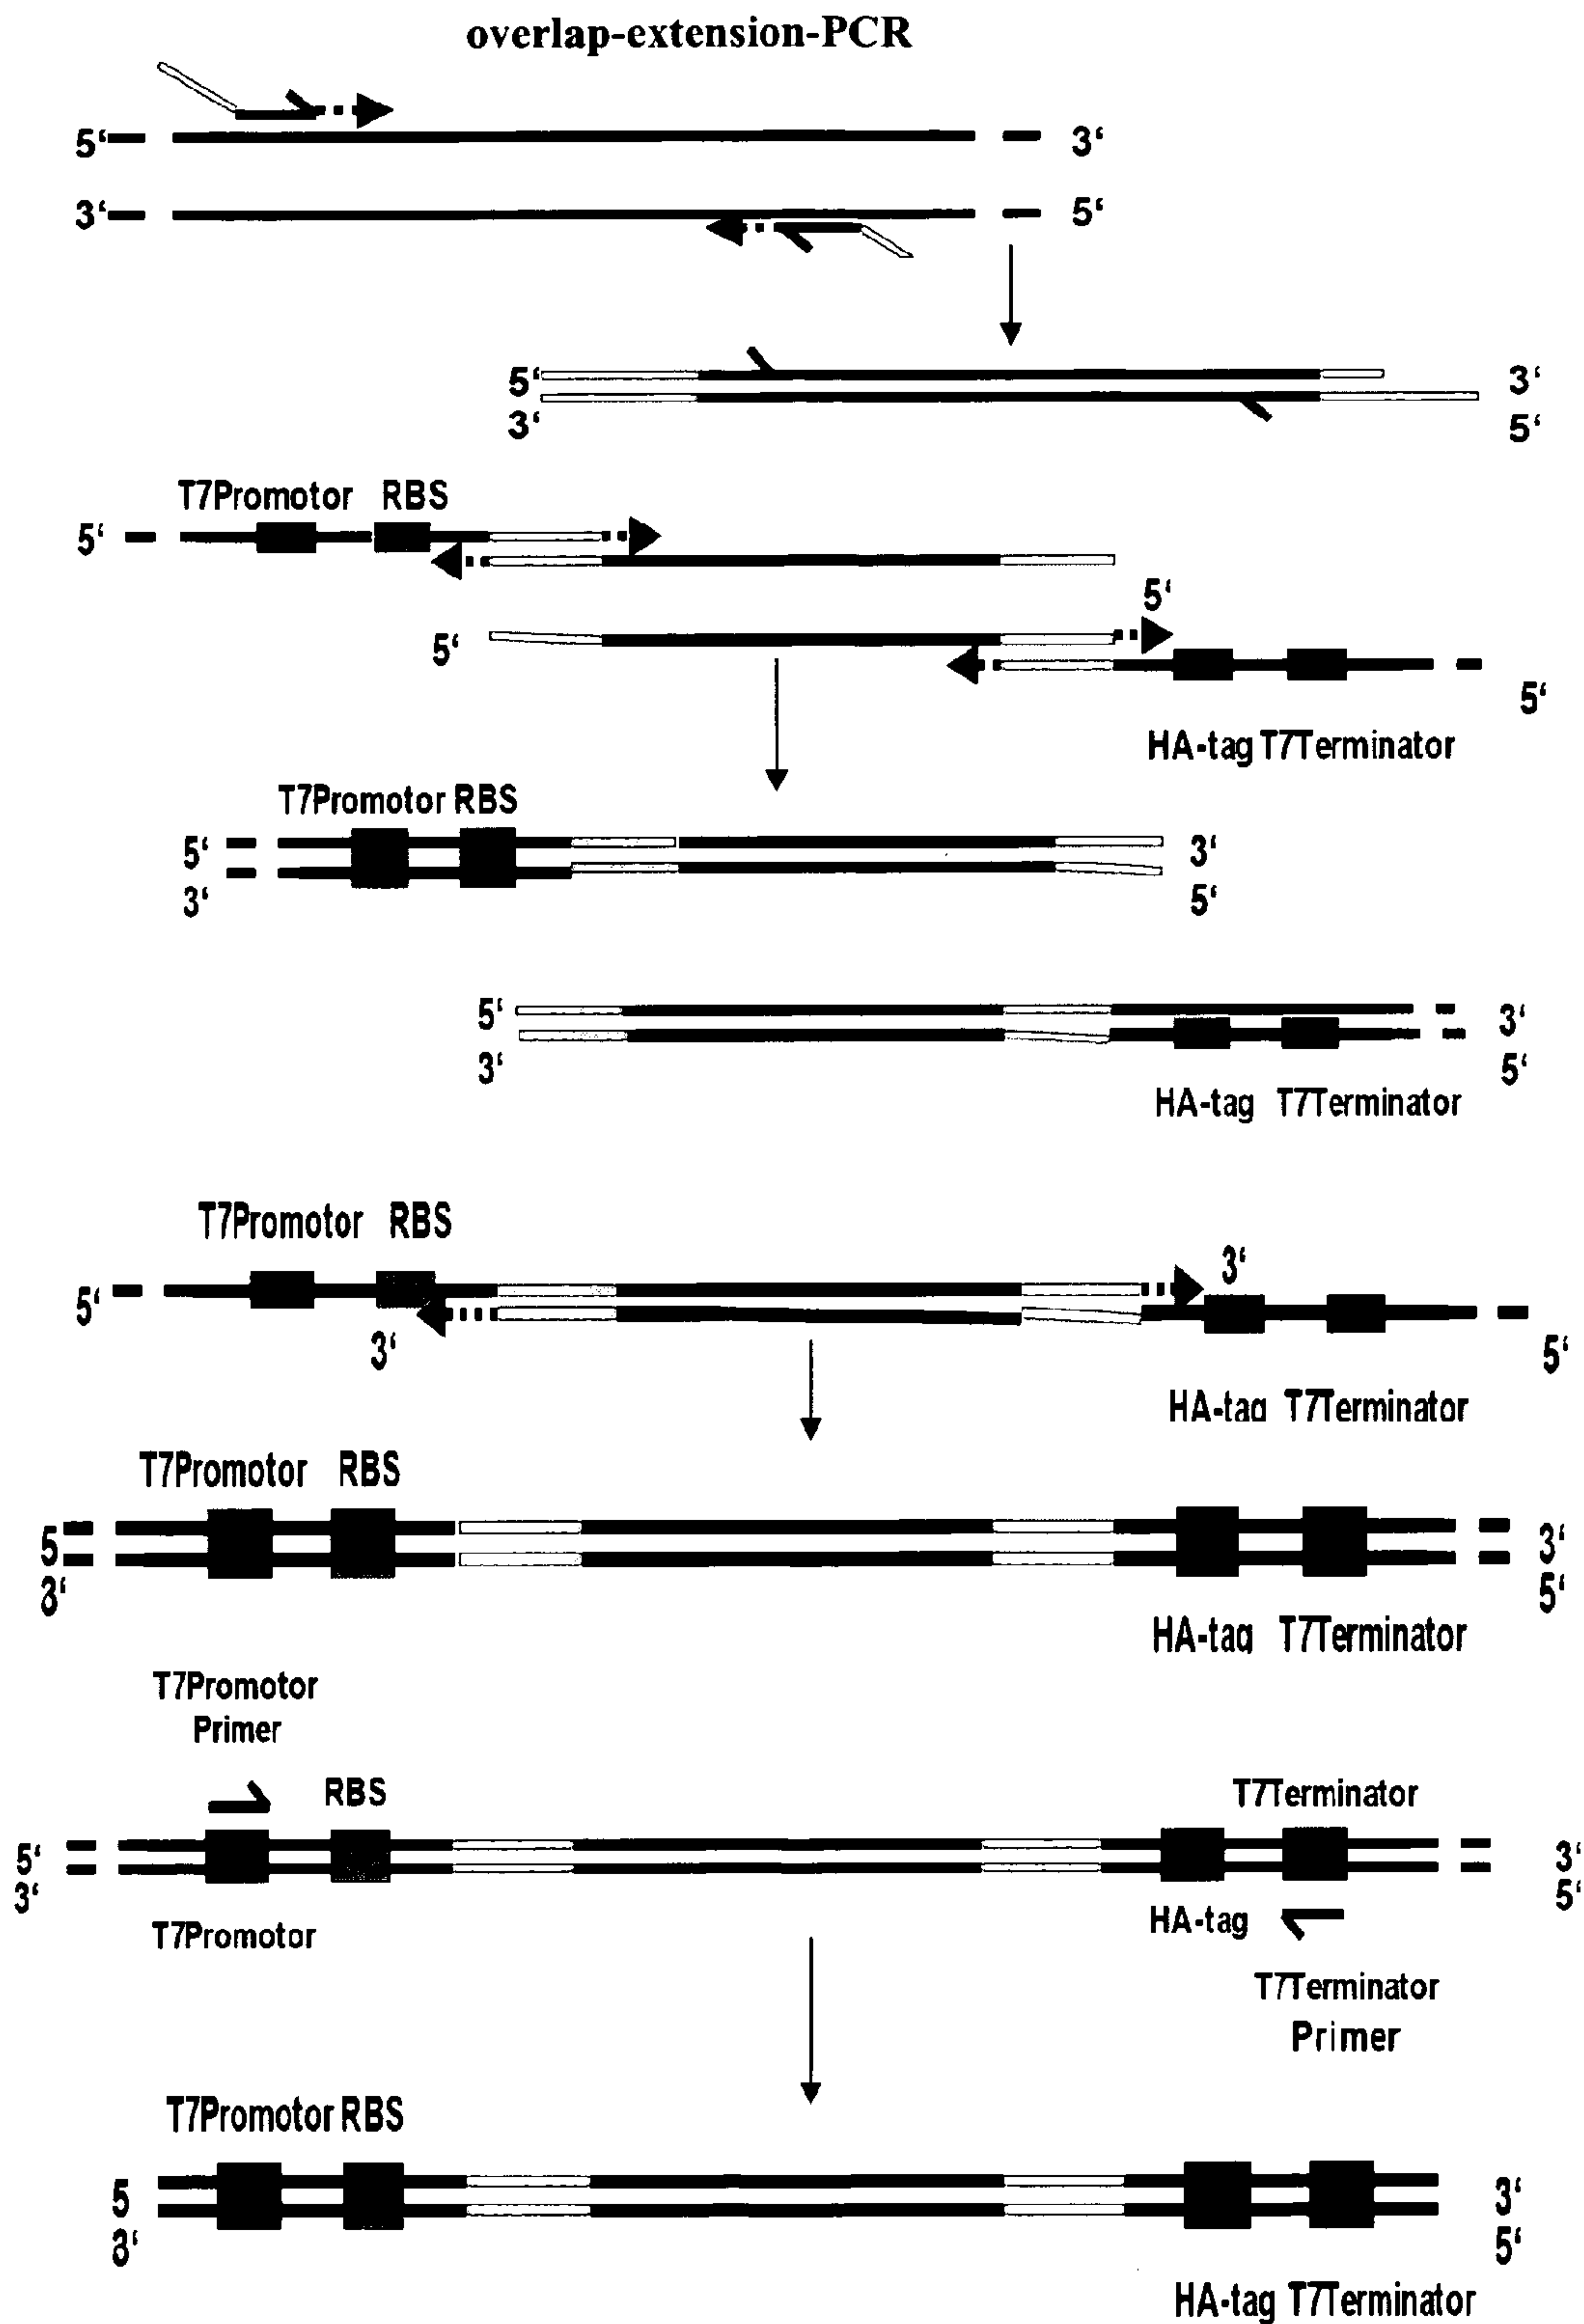 overlap-extension-PCR
5‘ 3‘
3‘ 5‘
5‘ 3‘
3‘ 5‘
T7Promotor RBS
5‘
5‘
5‘
5‘
HA-tag T7Terminator
T7Promotor RBS
5‘ 3‘
3‘ 5‘
5‘ 3‘
3‘ 5‘
HA-tag T7Terminator
T7Promotor RBS
3‘
5‘
3‘ 5‘
HA-tag T7Terminator
T7Promotor RBS
5 3‘
3‘ 5‘
HA-tag T7Terminator
T7Promotor
Primer
RBS T7Terminator
5‘ 3‘
3‘ 5‘
T7Promotor HA-tag
T7Terminator
Primer
T7Promotor RBS
5 3‘
3‘ 5‘
HA-tag T7Terminator